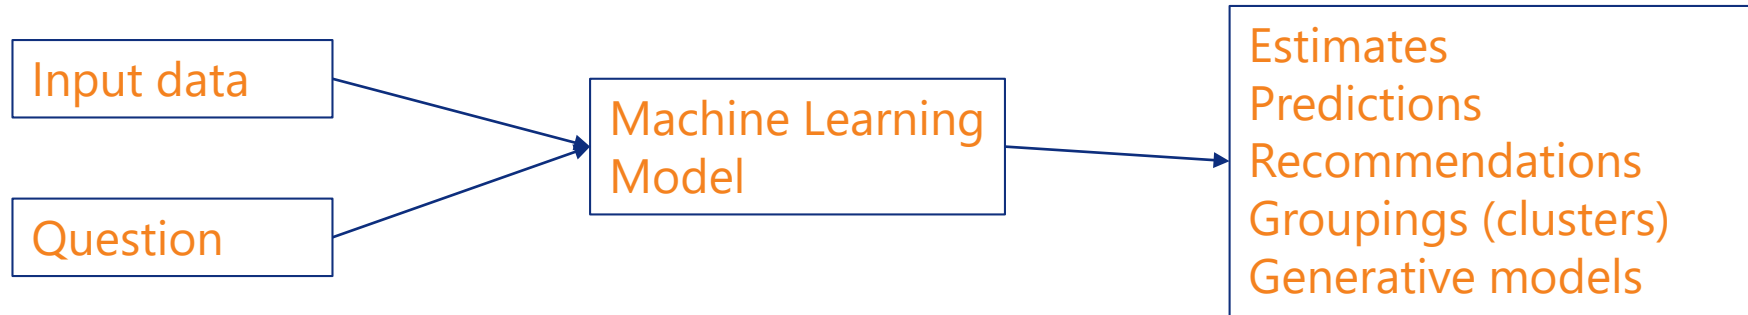 Input data
Question
Machine Learning
Model
Estimates
Predictions
Recommendations
Groupings (clusters)
Generative models